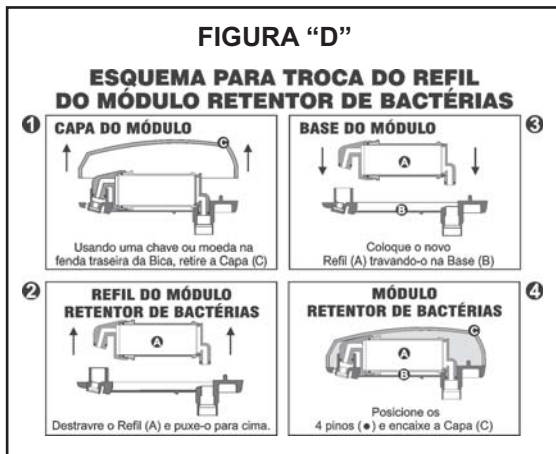 FIGURA “D”
ESQUEMA PARA TROCA DO REFIL
DO MÓDULO RETENTOR DE BACTÉRIAS
1
CAPA DO MÓDULO
C
Usando uma chave ou moeda na
fenda traseira da Bica, retire a Capa (C)
2
REFIL DO MÓDULO
RETENTOR DE BACTÉRIAS
A
Destravre o Refil (A) e puxe-o para cima.
3
BASE DO MÓDULO
A
B
Coloque o novo
Refil (A) travando-o na Base (B)
4
MÓDULO
RETENTOR DE BACTÉRIAS
C
A
B
Posicione os
4 pinos (●) e encaixe a Capa (C)